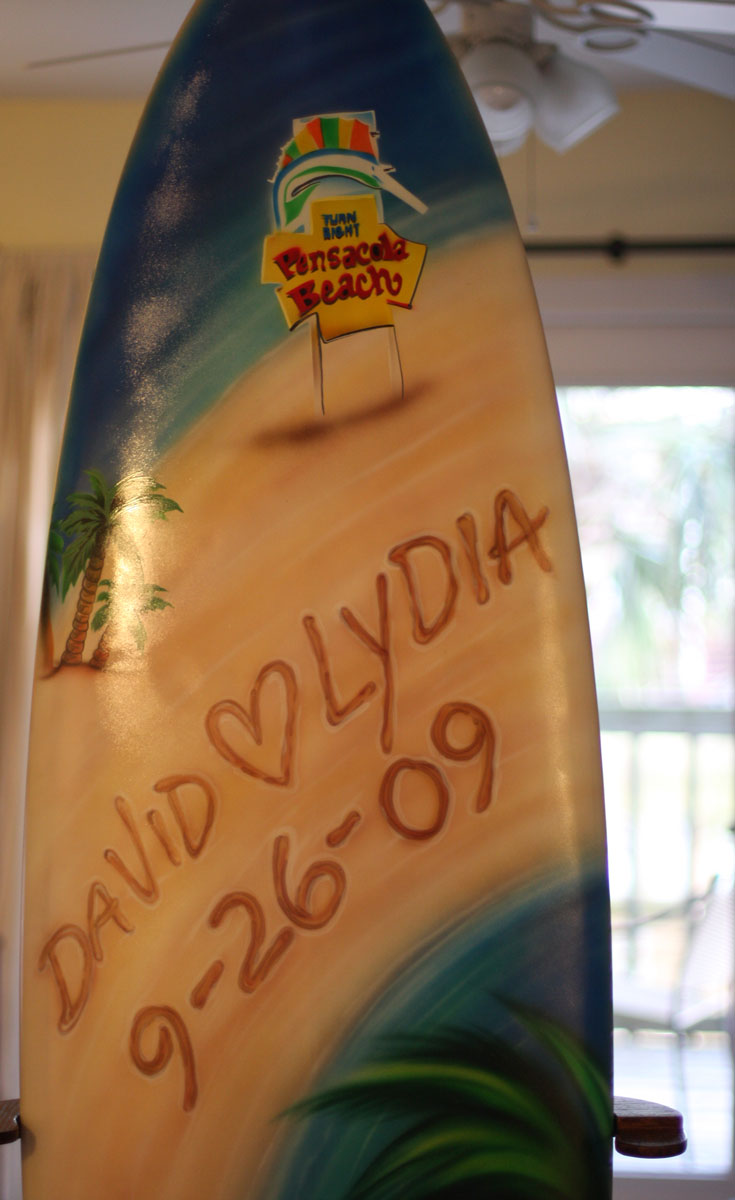 TURN
RIGHT
Pensacola
Beach
DAVID ♡ LYDIA
9-26-09